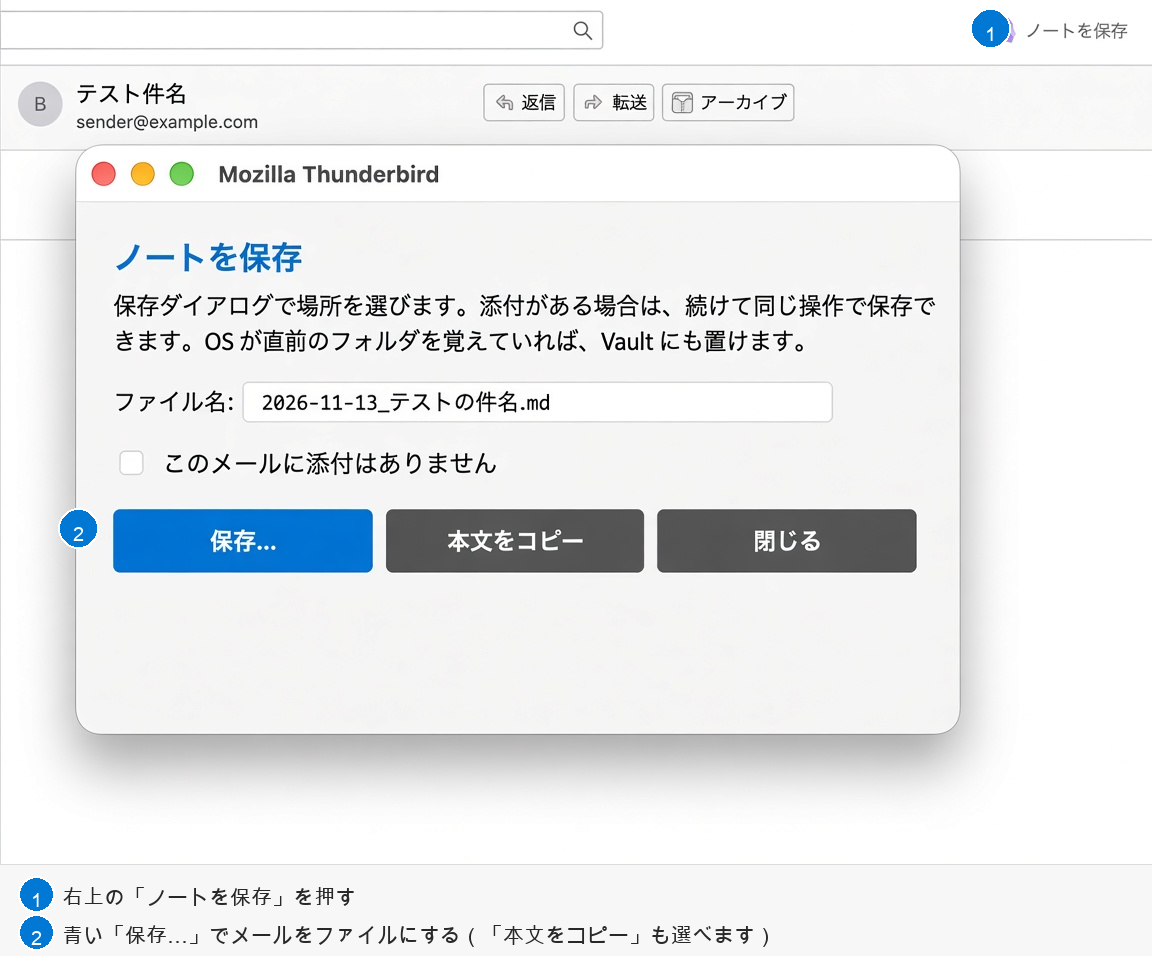 1 ノートを保存
B テスト件名
sender@example.com
返信 転送 アーカイブ
Mozilla Thunderbird
ノートを保存
保存ダイアログで場所を選びます。添付がある場合は、続けて同じ操作で保存で
きます。OS が直前のフォルダを覚えていれば、Vault にも置けます。
ファイル名: 2026-11-13_テストの件名.md
このメールに添付はありません
2 保存... 本文をコピー 閉じる
1 右上の「ノートを保存」を押す
2 青い「保存...」でメールをファイルにする（「本文をコピー」も選べます）